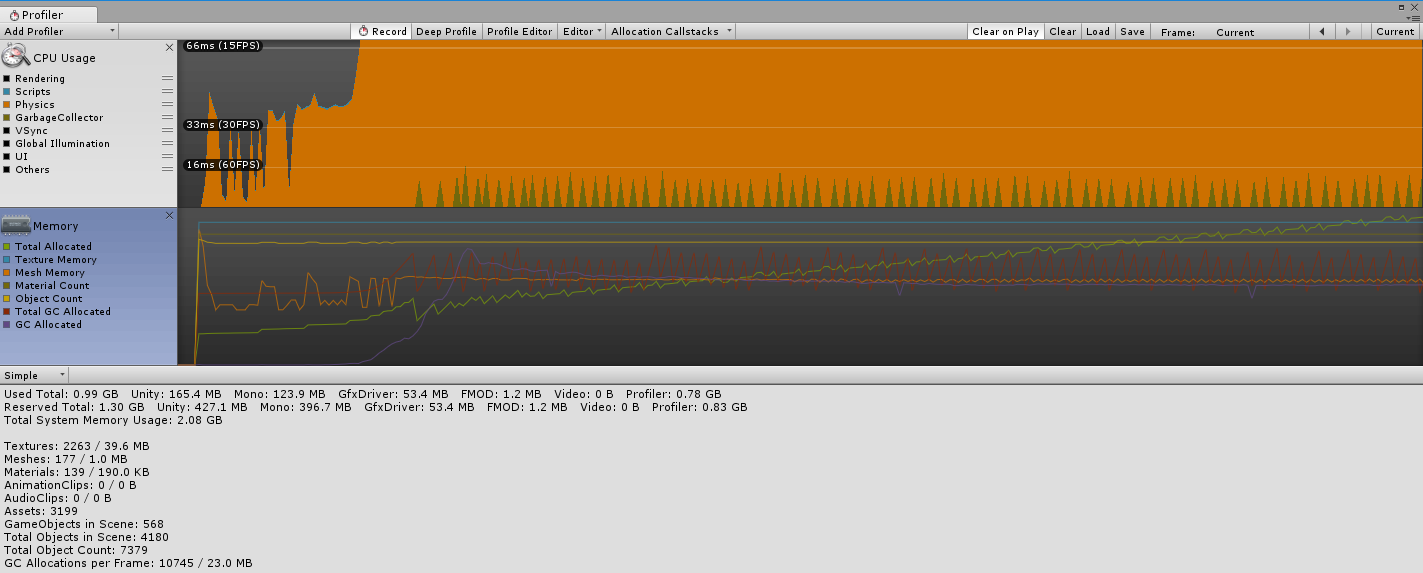 Profiler
Add Profiler Record Deep Profile Profile Editor Editor Allocation Callstacks Clear on Play Clear Load Save Frame: Current Current
CPU Usage
Rendering
Scripts
Physics
GarbageCollector
VSync
Global Illumination
UI
Others
66ms (15FPS)
33ms (30FPS)
16ms (60FPS)
Memory
Total Allocated
Texture Memory
Mesh Memory
Material Count
Object Count
Total GC Allocated
GC Allocated
Simple
Used Total: 0.99 GB Unity: 165.4 MB Mono: 123.9 MB GfxDriver: 53.4 MB FMOD: 1.2 MB Video: 0 B Profiler: 0.78 GB
Reserved Total: 1.30 GB Unity: 427.1 MB Mono: 396.7 MB GfxDriver: 53.4 MB FMOD: 1.2 MB Video: 0 B Profiler: 0.83 GB
Total System Memory Usage: 2.08 GB
Textures: 2263 / 39.6 MB
Meshes: 177 / 1.0 MB
Materials: 139 / 190.0 KB
AnimationClips: 0 / 0 B
AudioClips: 0 / 0 B
Assets: 3199
GameObjects in Scene: 568
Total Objects in Scene: 4180
Total Object Count: 7379
GC Allocations per Frame: 10745 / 23.0 MB